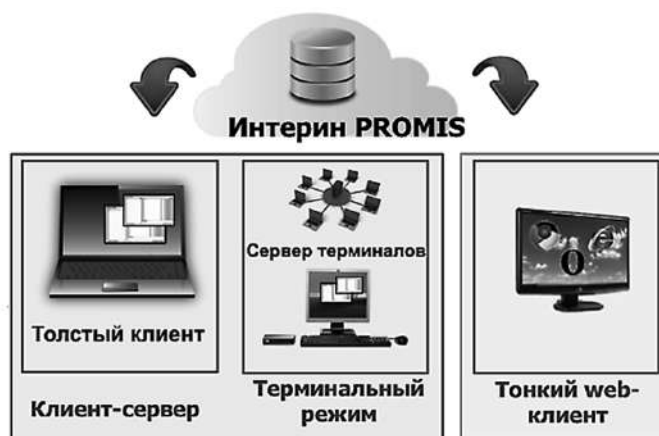 Интерин PROMIS
Сервер терминалов
Толстый клиент
Клиент-сервер
Терминальный
режим
Тонкий web-
клиент